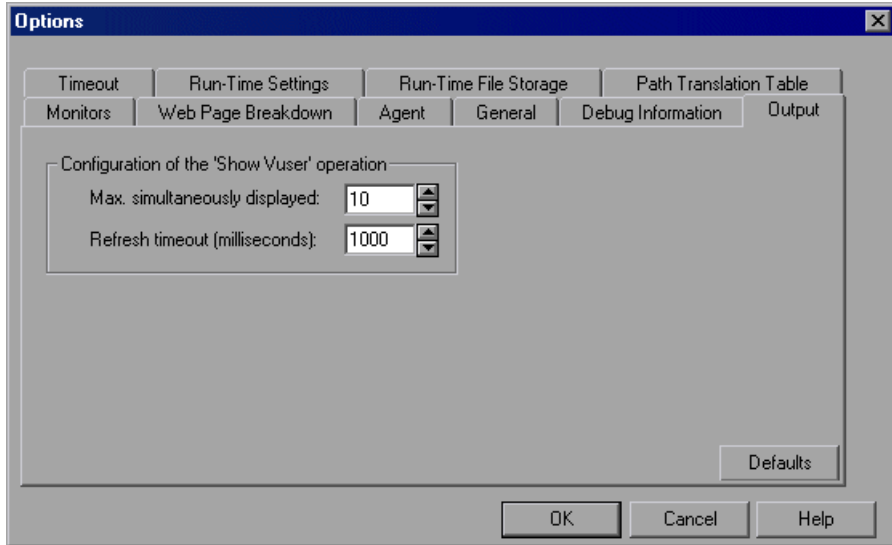 Options
Timeout Run-Time Settings Run-Time File Storage Path Translation Table
Monitors Web Page Breakdown Agent General Debug Information Output
Configuration of the 'Show Vuser' operation
Max. simultaneously displayed: 10
Refresh timeout (milliseconds): 1000
Defaults
OK Cancel Help